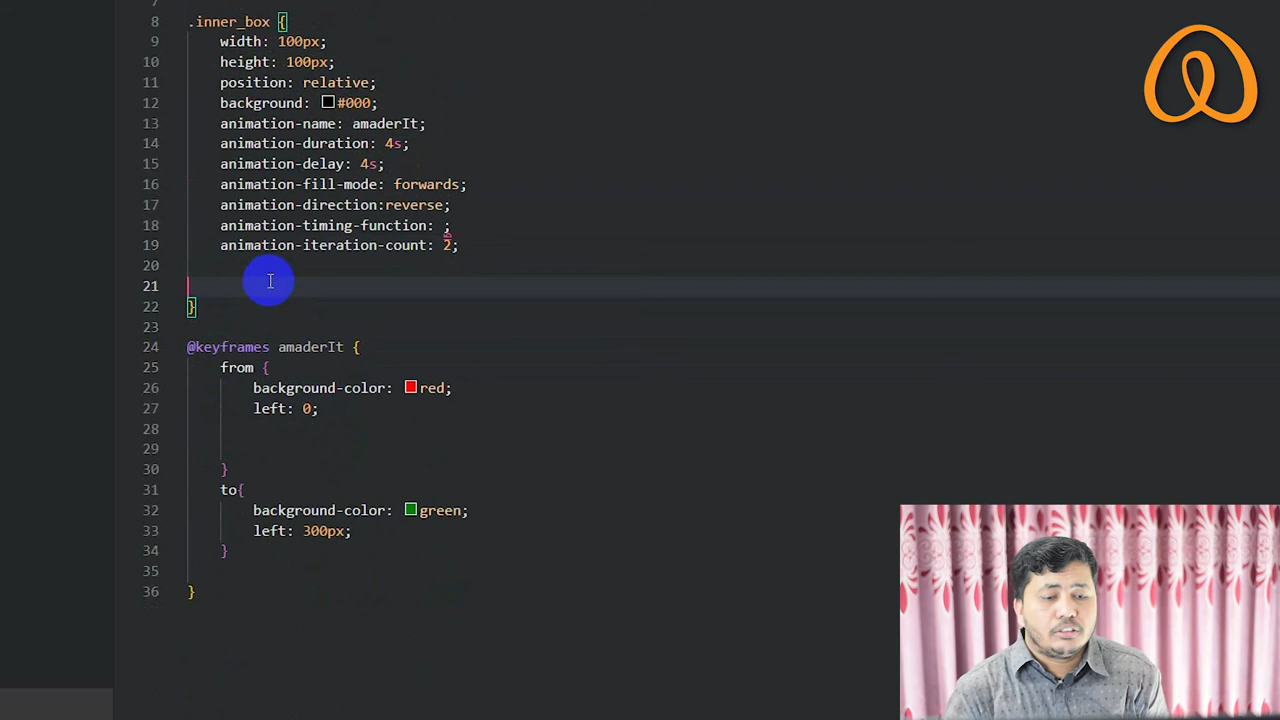 8 .inner_box {
9 width: 100px;
10 height: 100px;
11 position: relative;
12 background: #000;
13 animation-name: amaderIt;
14 animation-duration: 4s;
15 animation-delay: 4s;
16 animation-fill-mode: forwards;
17 animation-direction:reverse;
18 animation-timing-function: ;
19 animation-iteration-count: 2;
20
21
22 }
23
24 @keyframes amaderIt {
25 from {
26 background-color: red;
27 left: 0;
28
29
30 }
31 to{
32 background-color: green;
33 left: 300px;
34 }
35
36 }